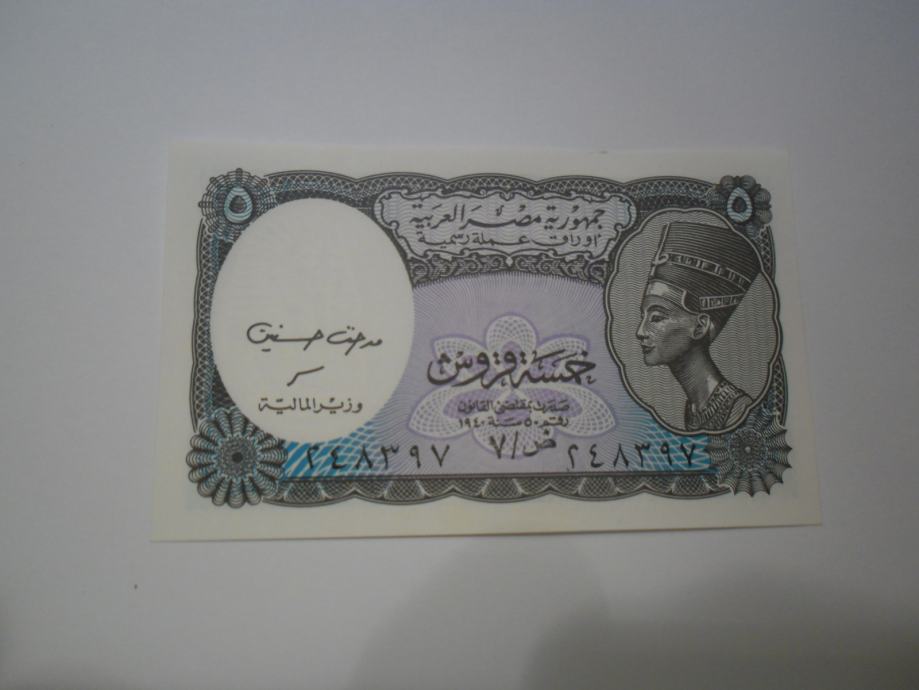 ٥
٥
جمهورية مصر العربية
أوراق عملة رسمية
خمسة قروش
صدرت بمقتضى القانون
رقم ٥٠ سنة ١٩٤٠
مدحت حسنين
وزير المالية
٢٤٨٣٩٧
ض/٧
٢٤٨٣٩٧